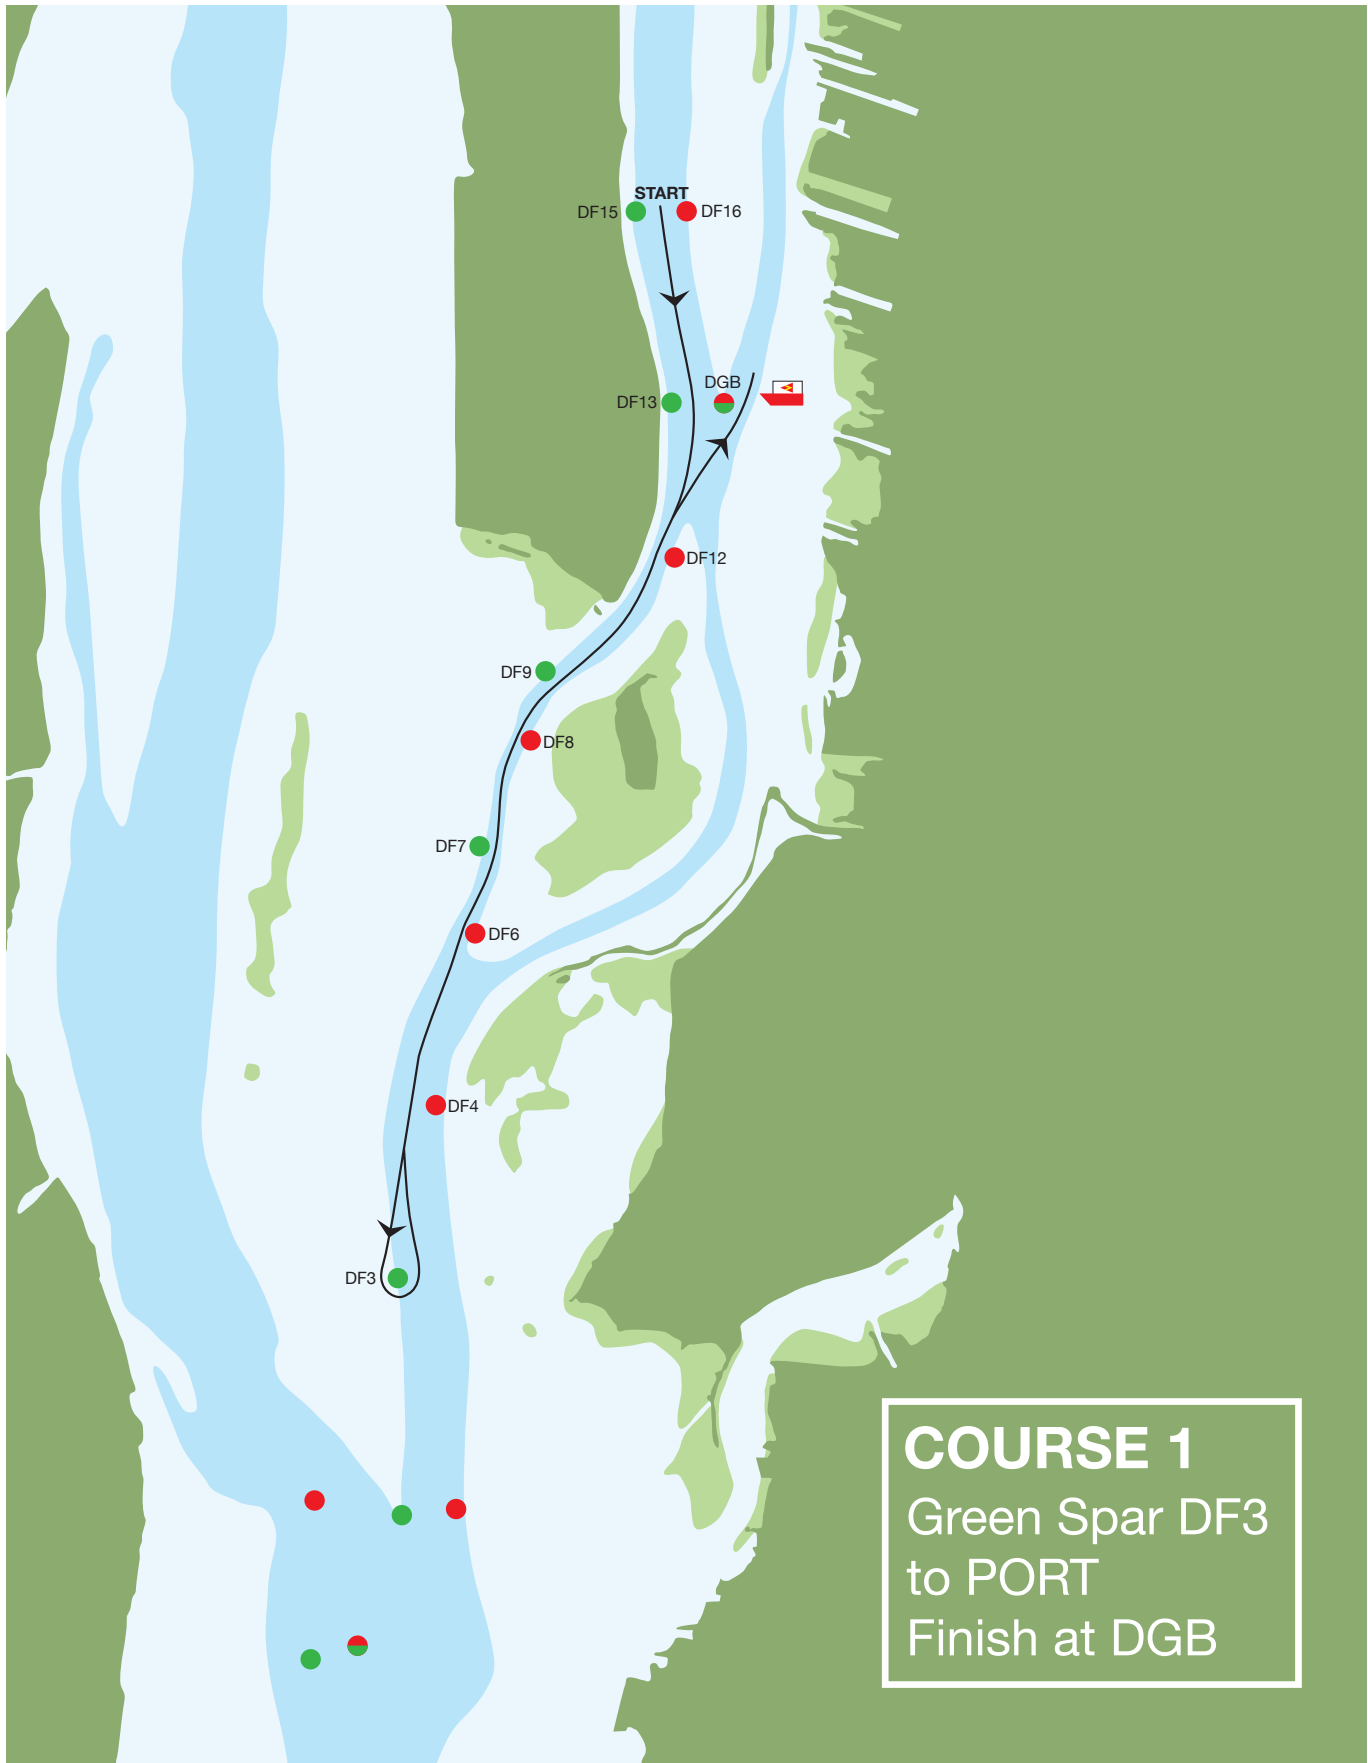 START
DF15
DF16
DGB
DF13
DF12
DF9
DF8
DF7
DF6
DF4
DF3
COURSE 1
Green Spar DF3
to PORT
Finish at DGB